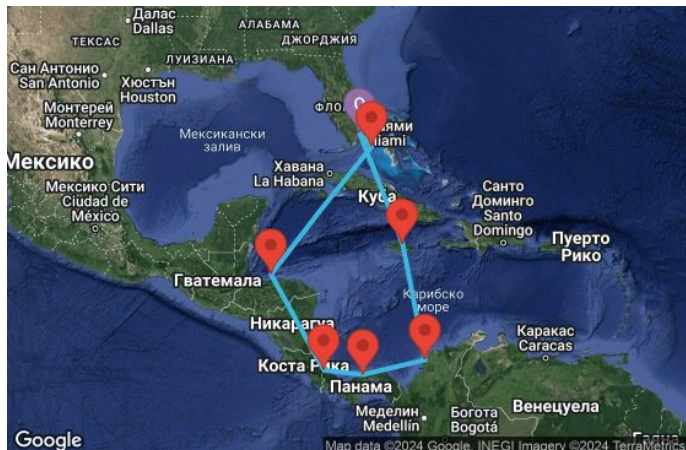 Далас
Dallas
АЛАБАМА
ТЕКСАС
ДЖОРДЖИЯ
ЛУИЗИАНА
Сан Антонио
San Antonio
Хюстън
Houston
Монтерей
Monterrey
Мексикански
залив
Мексико
Хавана
La Habana
Мексико Сити
Ciudad de
México
Куба
Санто
Доминго
Santo
Domingo
Пуерто
Рико
Гватемала
Карибско
море
Никарагуа
Каракас
Caracas
Коста Рика
Панама
Меделин
Medellín
Богота
Bogotá
Венецуела
Google
Map data ©2024 Google, INEGI Imagery ©2024 TerraMetrics